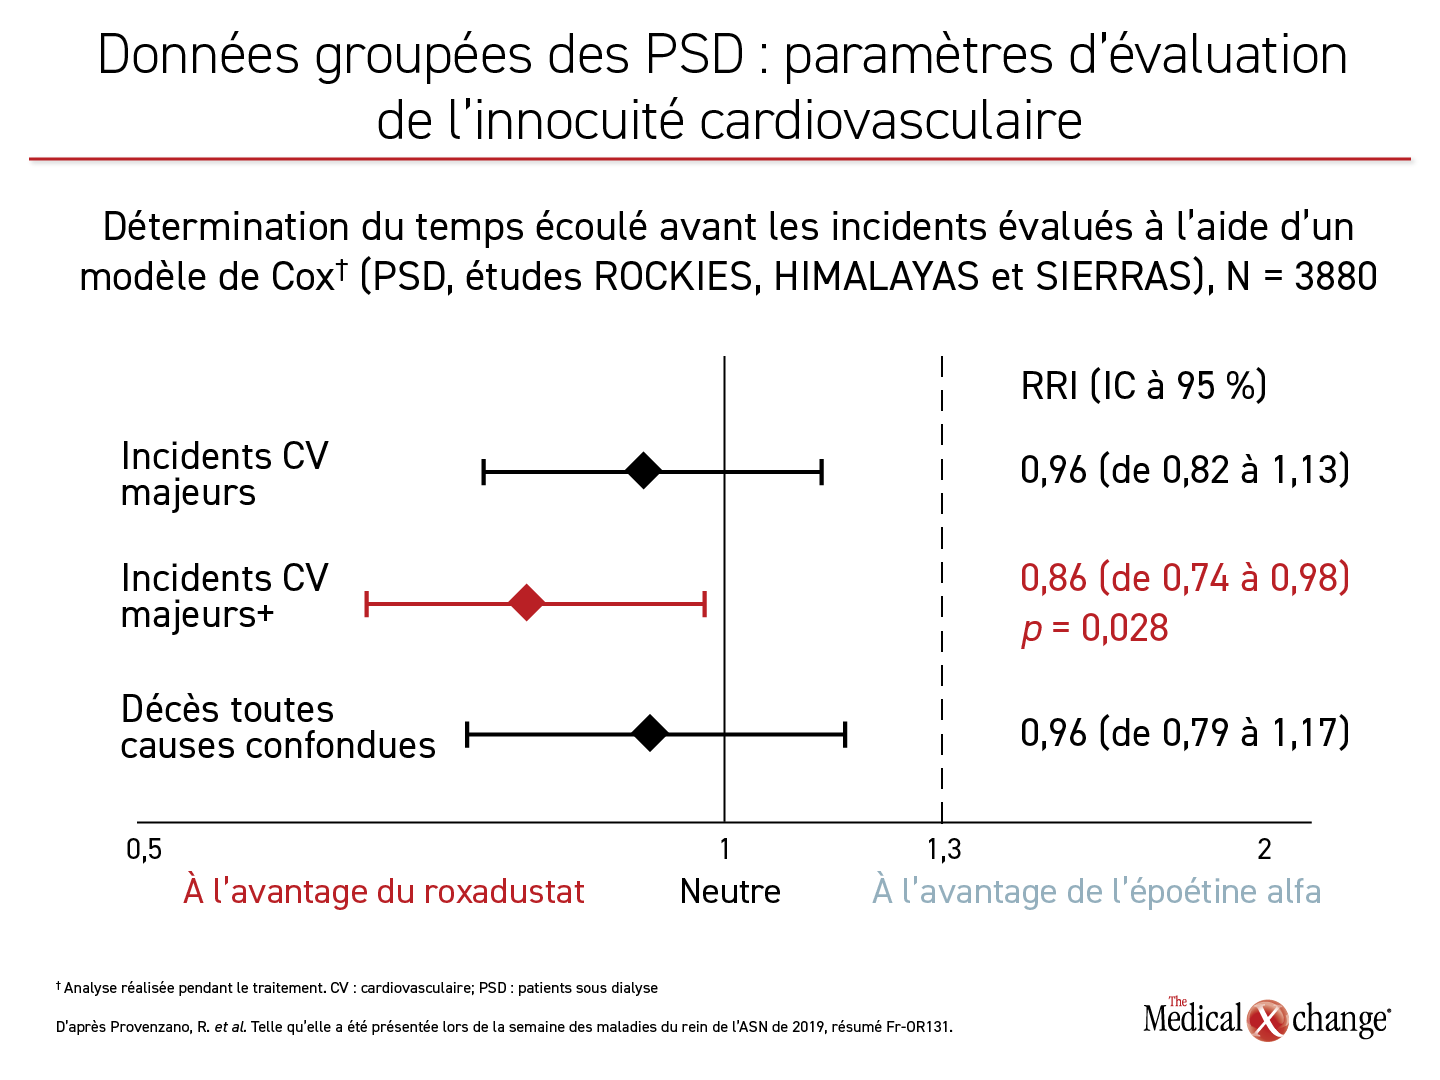 Données groupées des PSD : paramètres d’évaluation
de l’innocuité cardiovasculaire
Détermination du temps écoulé avant les incidents évalués à l’aide d’un
modèle de Cox† (PSD, études ROCKIES, HIMALAYAS et SIERRAS), N = 3880
RRI (IC à 95 %)
Incidents CV
majeurs
0,96 (de 0,82 à 1,13)
Incidents CV
majeurs+
0,86 (de 0,74 à 0,98)
p = 0,028
Décès toutes
causes confondues
0,96 (de 0,79 à 1,17)
0,5 1 1,3 2
À l’avantage du roxadustat Neutre À l’avantage de l’époétine alfa
† Analyse réalisée pendant le traitement. CV : cardiovasculaire; PSD : patients sous dialyse
D’après Provenzano, R. et al. Telle qu’elle a été présentée lors de la semaine des maladies du rein de l’ASN de 2019, résumé Fr-OR131.
The
Medical X change